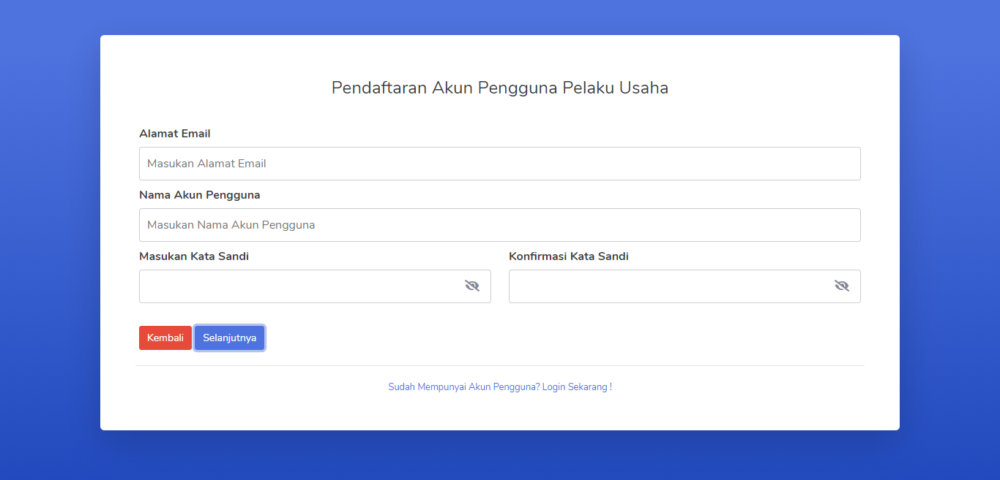 Pendaftaran Akun Pengguna Pelaku Usaha
Alamat Email
Masukan Alamat Email
Nama Akun Pengguna
Masukan Nama Akun Pengguna
Masukan Kata Sandi
Konfirmasi Kata Sandi
Kembali
Selanjutnya
Sudah Mempunyai Akun Pengguna? Login Sekarang !